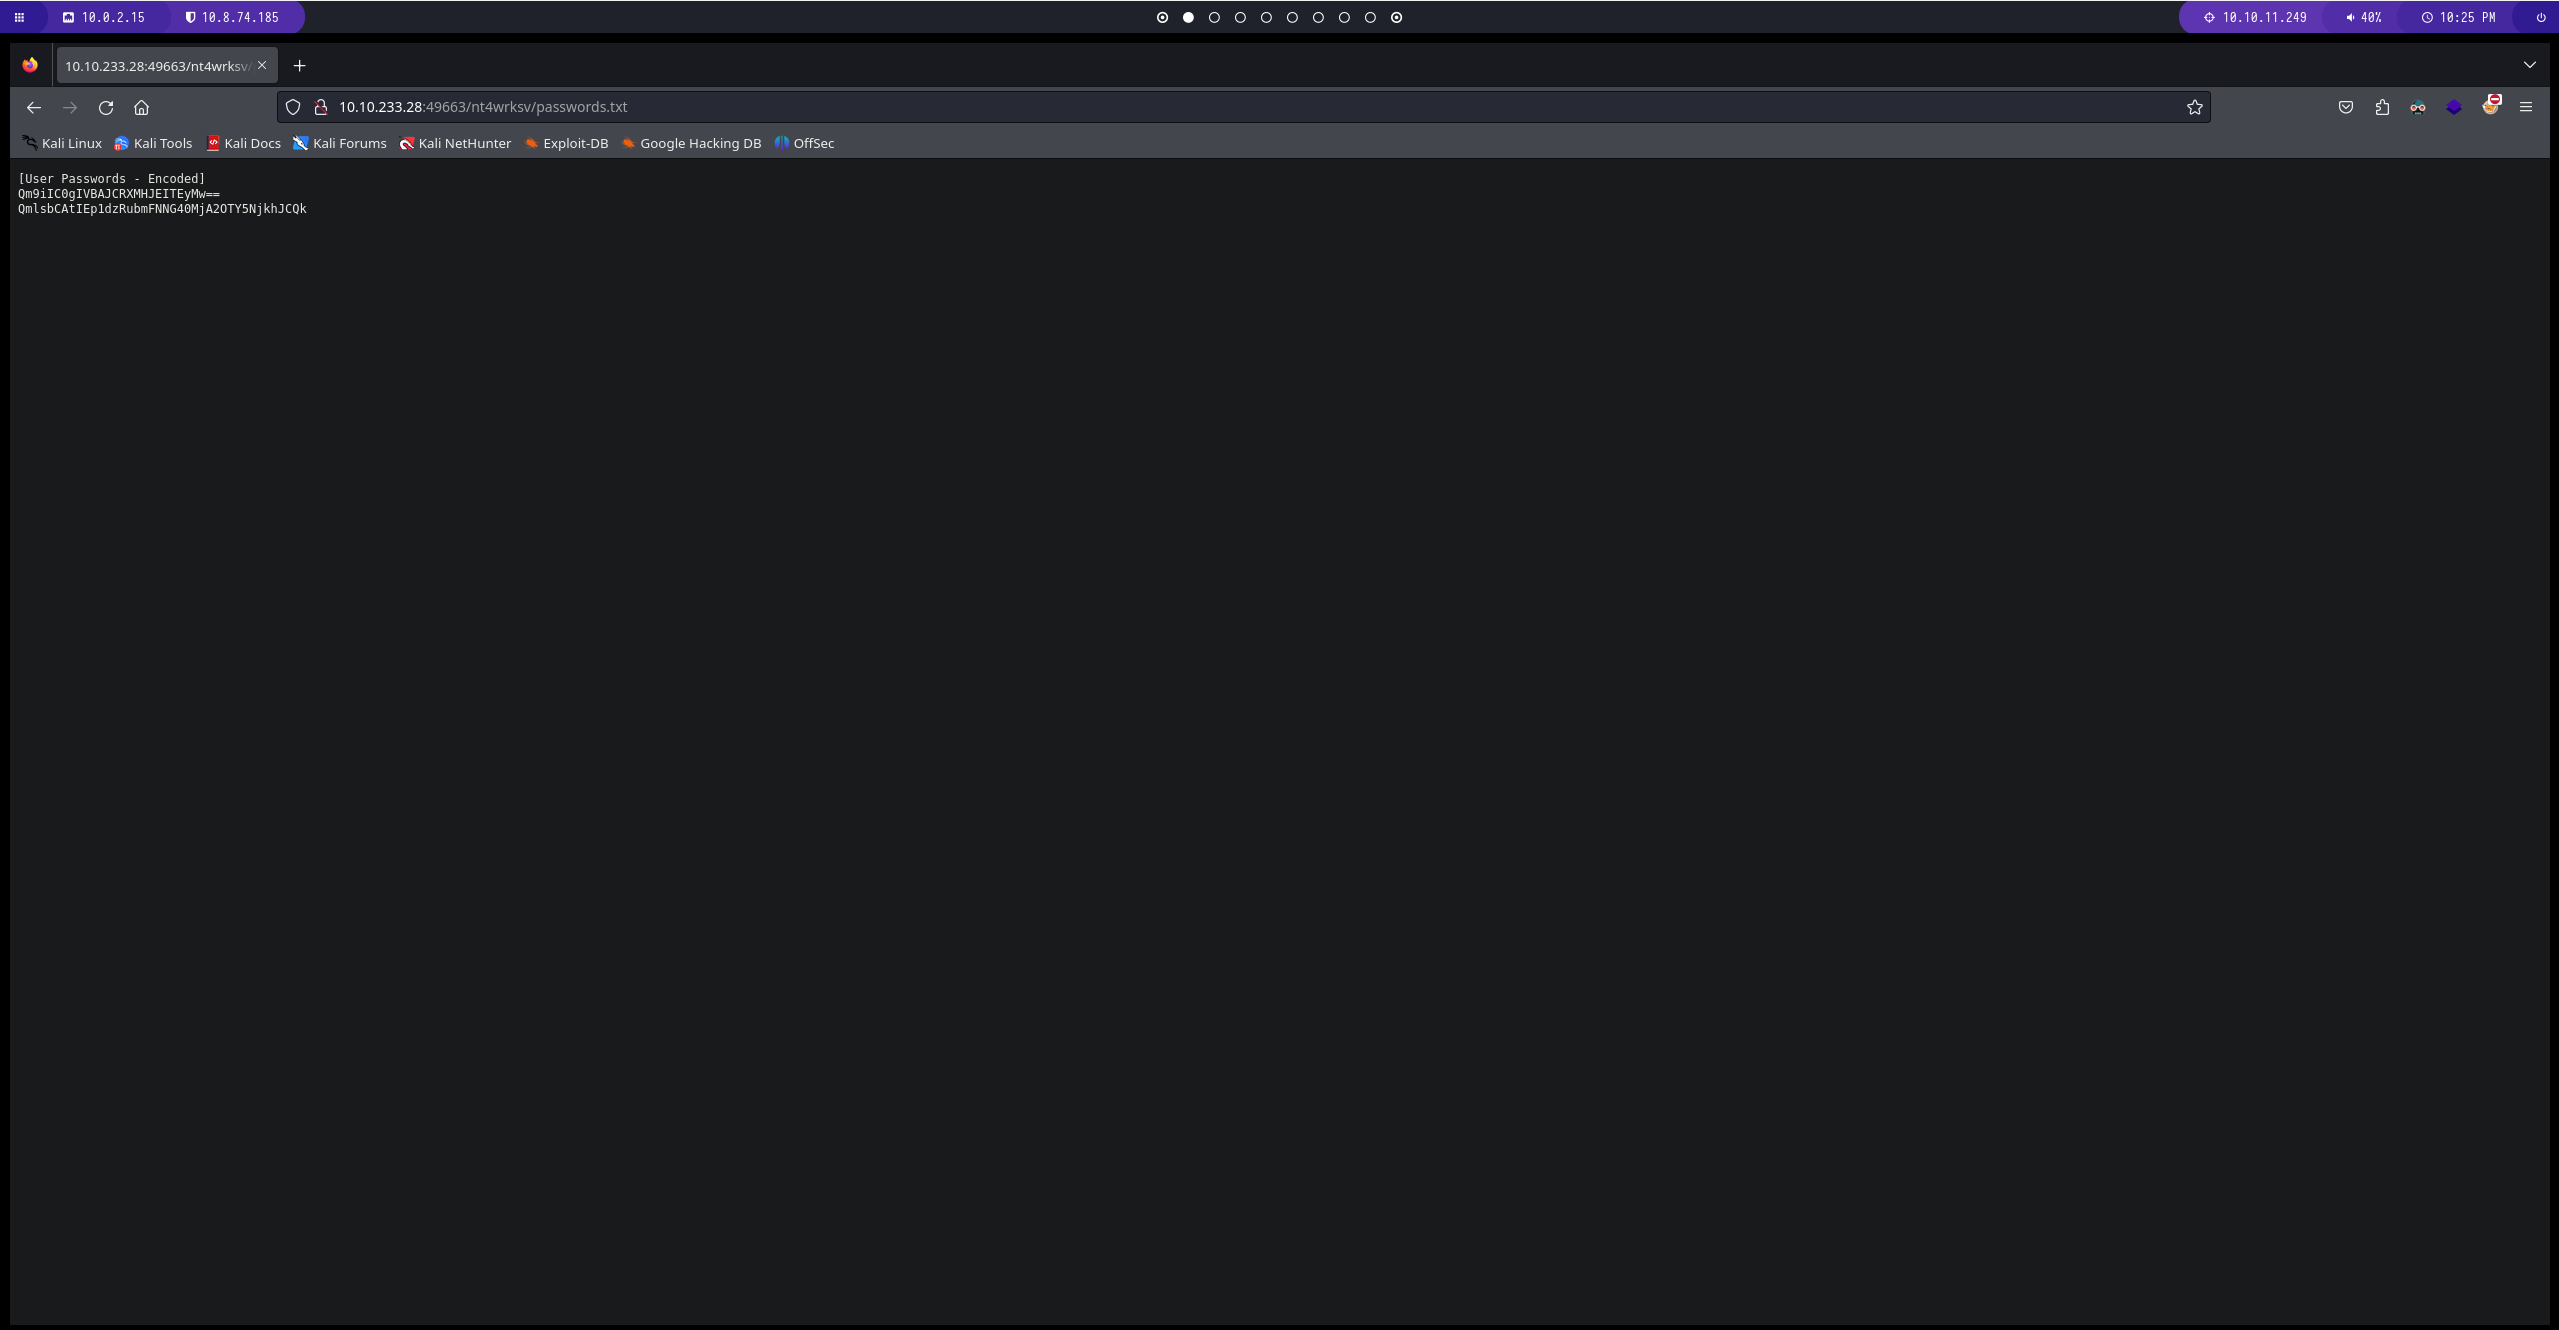 10.0.2.15 10.8.74.185 10.10.11.249 40% 10:25 PM
10.10.233.28:49663/nt4wrksv/
10.10.233.28:49663/nt4wrksv/passwords.txt
Kali Linux Kali Tools Kali Docs Kali Forums Kali NetHunter Exploit-DB Google Hacking DB OffSec
[User Passwords - Encoded]
Qm9iIC0gIVBAJCRXMHJEITEyMw==
QmlsbCAtIEp1dzRubmFNNG40MjA2OTY5NjkhJCQk